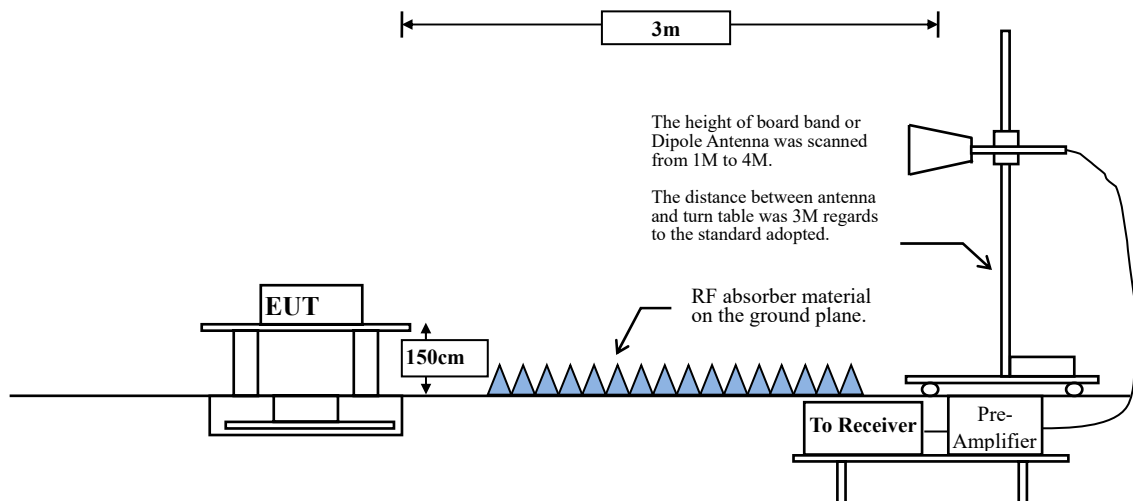 3m
The height of board band or
Dipole Antenna was scanned
from 1M to 4M.
The distance between antenna
and turn table was 3M regards
to the standard adopted.
EUT
RF absorber material
on the ground plane.
150cm
To Receiver
Pre-
Amplifier